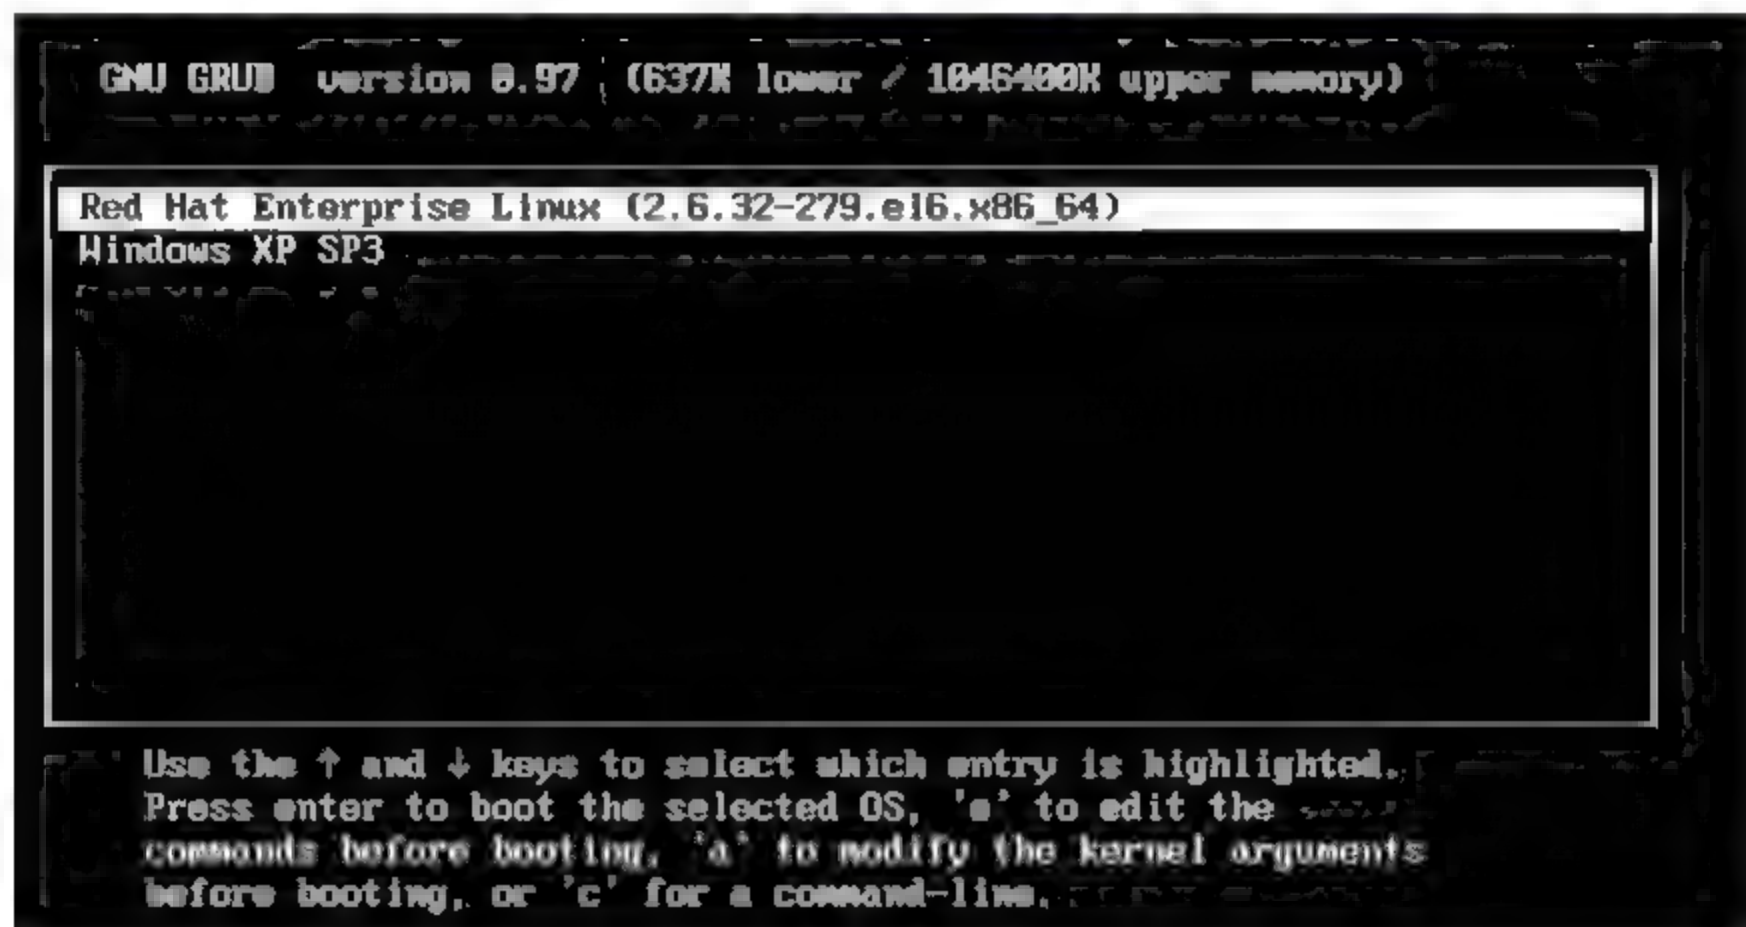 GNU GRUB version 0.97 (637K lower / 1046400K upper memory)
Red Hat Enterprise Linux (2.6.32-279.el6.x86_64)
Windows XP SP3
Use the ↑ and ↓ keys to select which entry is highlighted.
Press enter to boot the selected OS, 'e' to edit the
commands before booting, 'a' to modify the kernel arguments
before booting, or 'c' for a command-line.